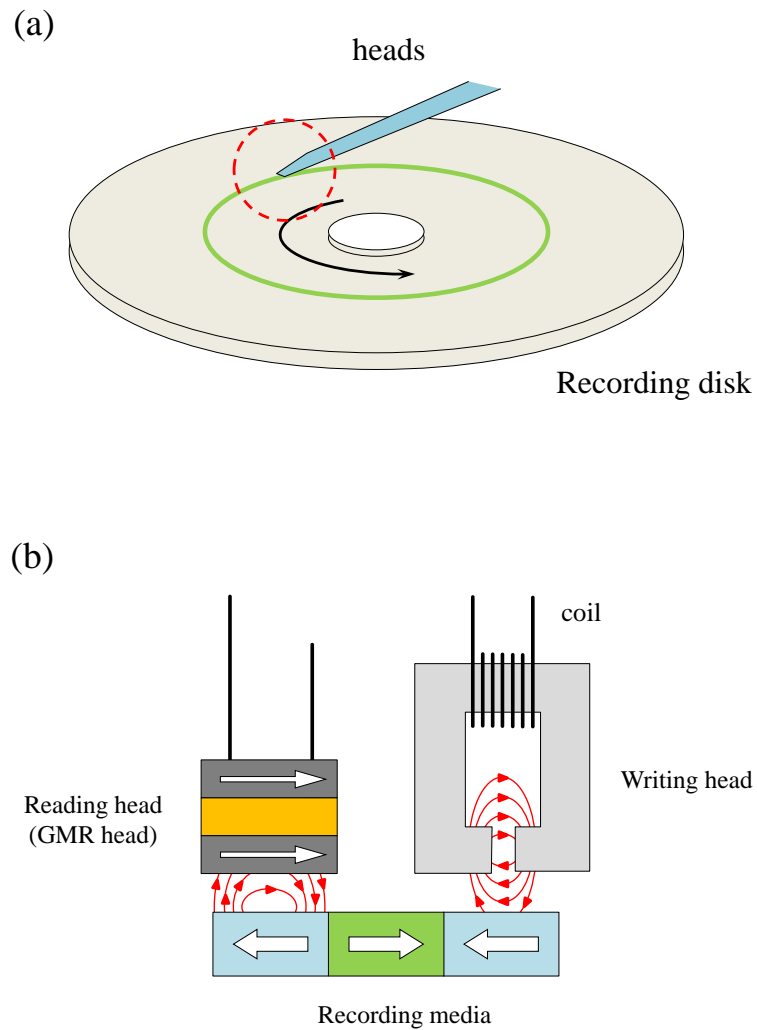 (a)
heads
Recording disk
(b)
coil
Writing head
Reading head
(GMR head)
Recording media